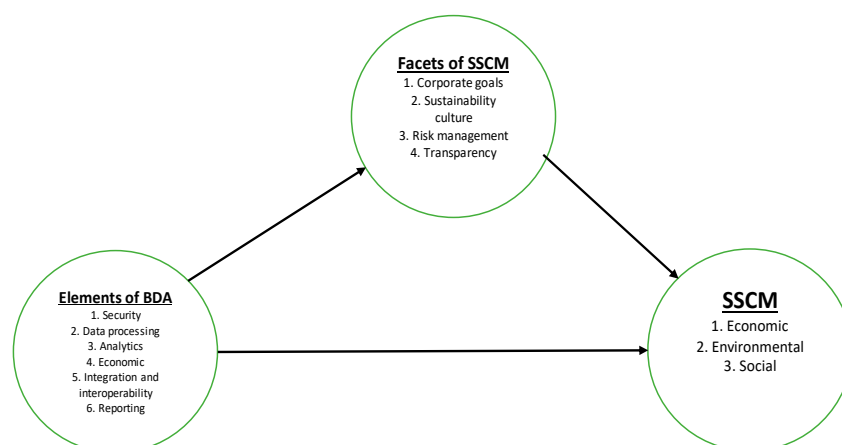 Facets of SSCM
1. Corporate goals
2. Sustainability
culture
3. Risk management
4. Transparency
Elements of BDA
1. Security
2. Data processing
3. Analytics
4. Economic
5. Integration and
interoperability
6. Reporting
SSCM
1. Economic
2. Environmental
3. Social